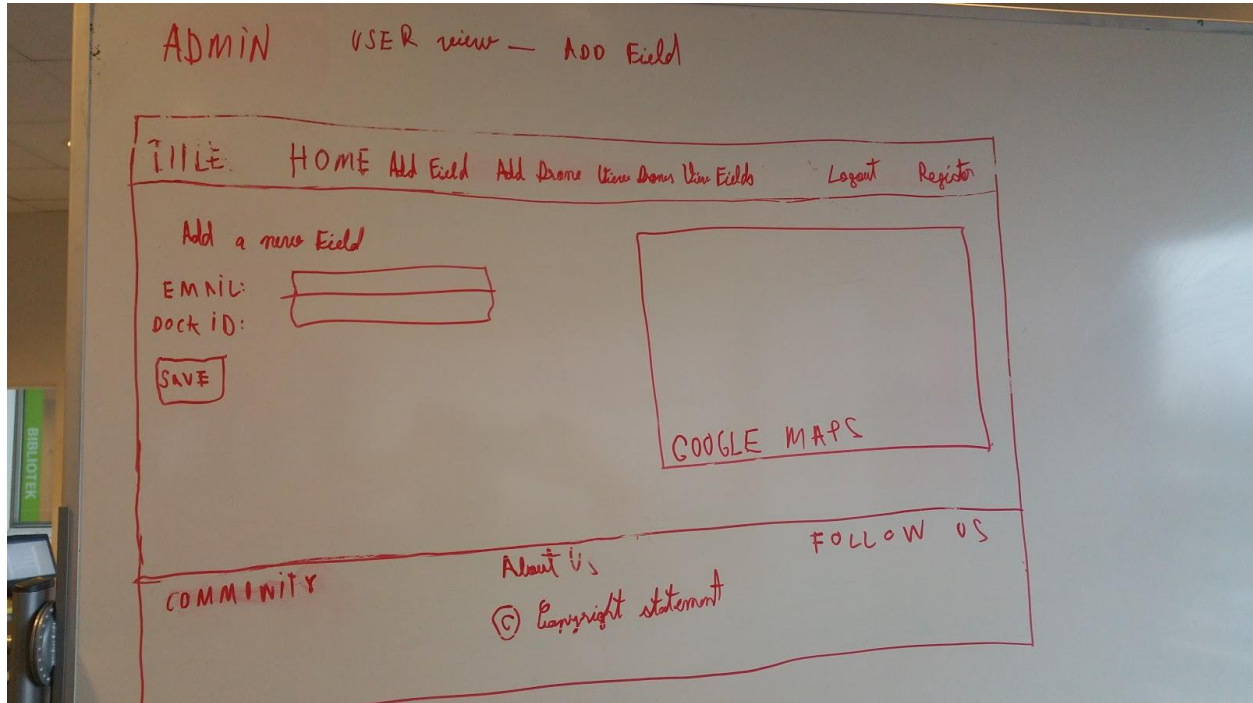 ADMIN USER view — ADD Field
TITLE HOME Add Field Add Drone View Drones View Fields Logout Register
Add a new Field
EMAIL:
DOCK ID:
SAVE
GOOGLE MAPS
BIBLIOTEK
COMMUNITY About Us FOLLOW US
© Copyright statement